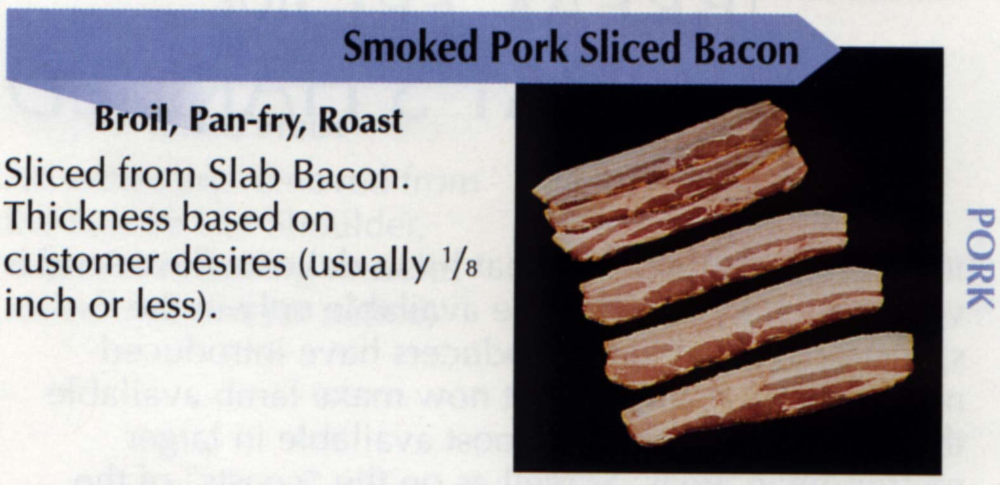 Smoked Pork Sliced Bacon
Broil, Pan-fry, Roast
Sliced from Slab Bacon.
Thickness based on
customer desires (usually 1/8
inch or less).
PORK